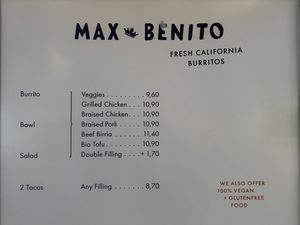 MAX BENITO
FRESH CALIFORNIA
BURRITOS
Burrito
Veggies . . . . . . . . 9,60
Grilled Chicken . . . 10,90
Braised Chicken . . . 10,90
Bowl
Braised Pork . . . . 10,90
Beef Birria . . . . . 11,40
Bio Tofu . . . . . . 10,90
Salad
Double Filling . . . . + 1,70
2 Tacos
Any Filling . . . . . . 8,70
WE ALSO OFFER
100% VEGAN
+ GLUTENFREE
FOOD